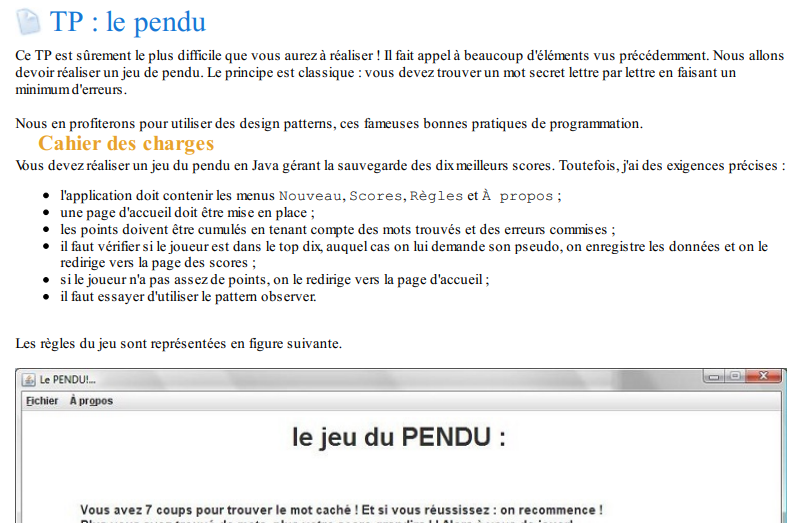 TP : le pendu
Ce TP est sûrement le plus difficile que vous aurez à réaliser ! Il fait appel à beaucoup d'éléments vus précédemment. Nous allons
devoir réaliser un jeu de pendu. Le principe est classique : vous devez trouver un mot secret lettre par lettre en faisant un
minimum d'erreurs.
Nous en profiterons pour utiliser des design patterns, ces fameuses bonnes pratiques de programmation.
Cahier des charges
Vous devez réaliser un jeu du pendu en Java gérant la sauvegarde des dix meilleurs scores. Toutefois, j'ai des exigences précises :
• l'application doit contenir les menus Nouveau, Scores, Règles et À propos ;
• une page d'accueil doit être mise en place ;
• les points doivent être cumulés en tenant compte des mots trouvés et des erreurs commises ;
• il faut vérifier si le joueur est dans le top dix, auquel cas on lui demande son pseudo, on enregistre les données et on le
redirige vers la page des scores ;
• si le joueur n'a pas assez de points, on le redirige vers la page d'accueil ;
• il faut essayer d'utiliser le pattern observer.
Les règles du jeu sont représentées en figure suivante.
Le PENDU!...
Fichier À propos
le jeu du PENDU :
Vous avez 7 coups pour trouver le mot caché ! Et si vous réussissez : on recommence !